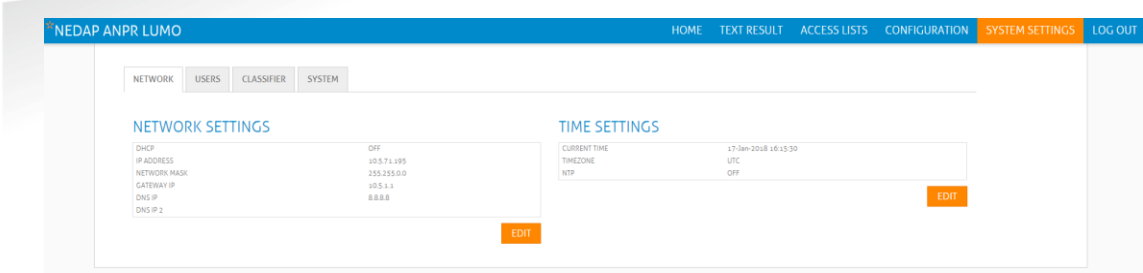 NEDAP ANPR LUMO
HOME TEXT RESULT ACCESS LISTS CONFIGURATION SYSTEM SETTINGS LOG OUT
NETWORK USERS CLASSIFIER SYSTEM
NETWORK SETTINGS
DHCP OFF
IP ADDRESS 10.5.71.195
NETWORK MASK 255.255.0.0
GATEWAY IP 10.5.1.1
DNS IP 8.8.8.8
DNS IP 2
EDIT
TIME SETTINGS
CURRENT TIME 17-Jan-2018 16:15:30
TIMEZONE UTC
NTP OFF
EDIT